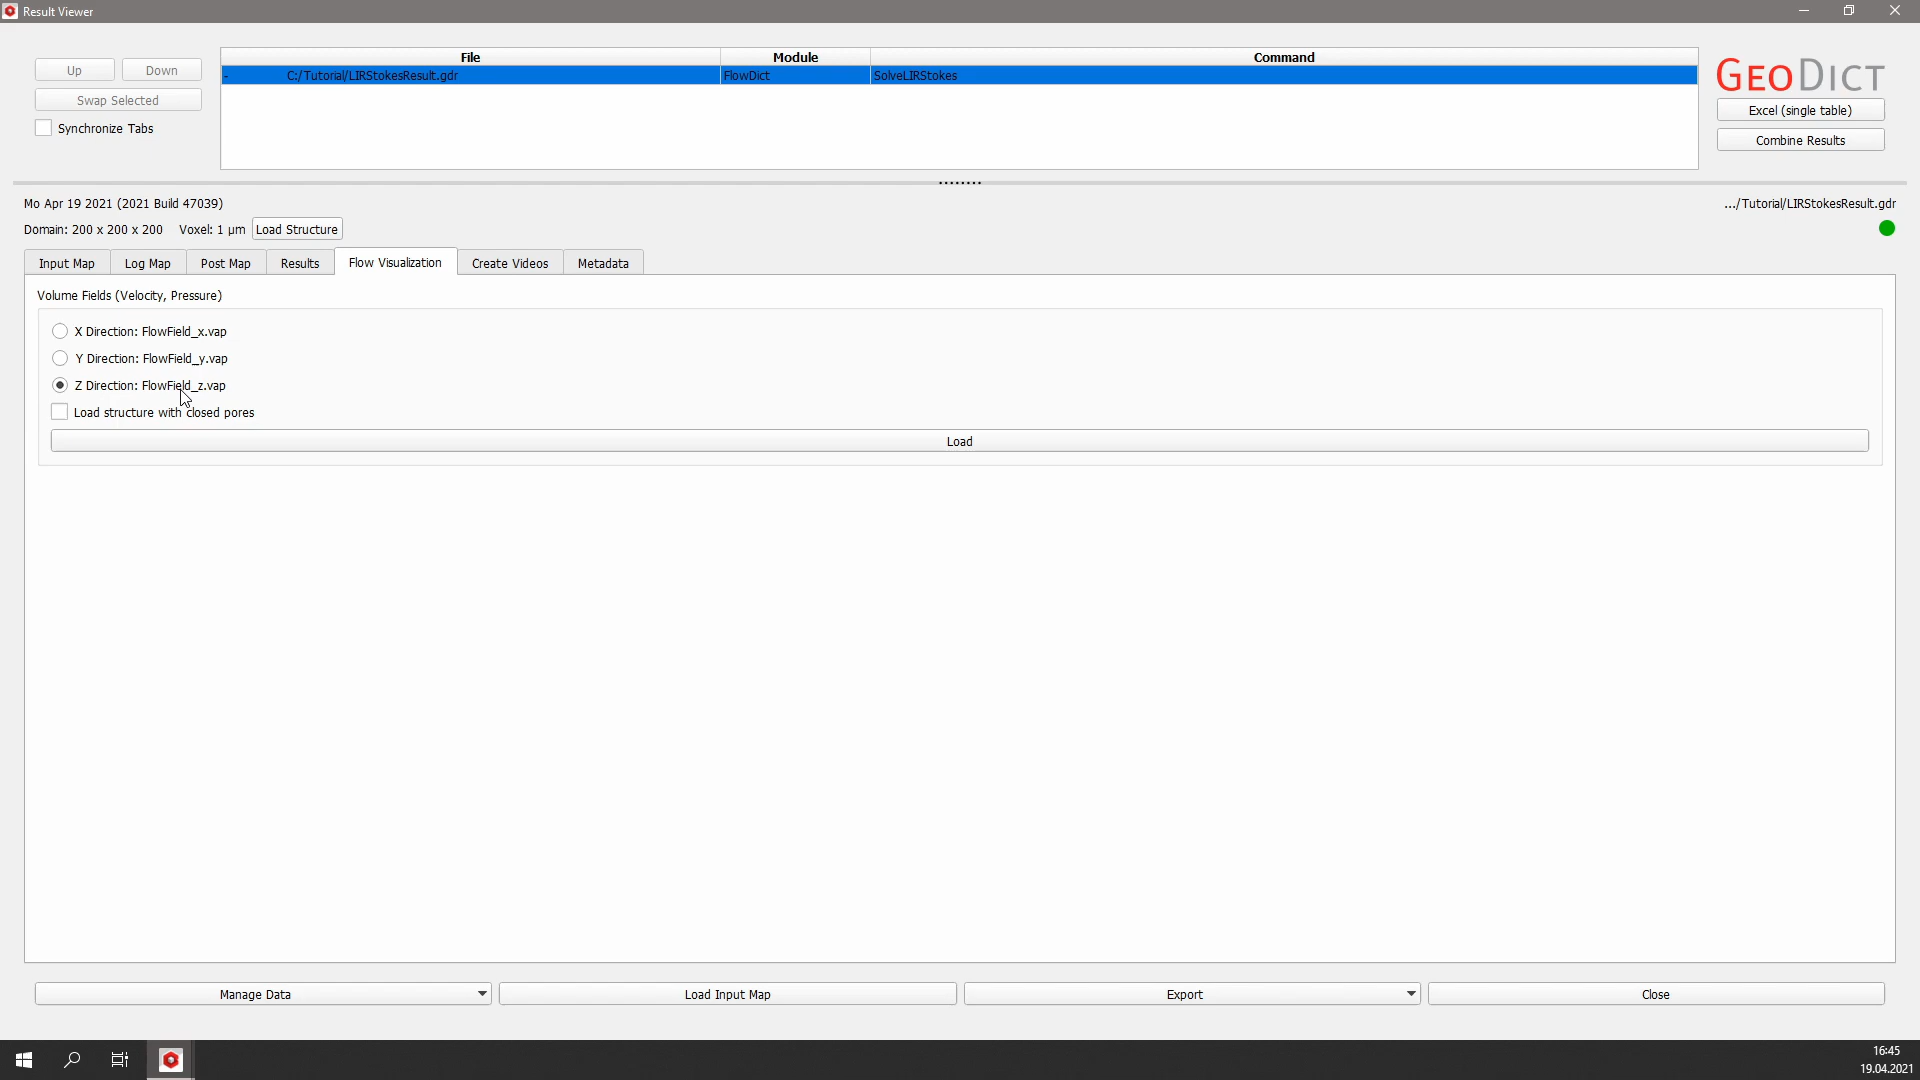 Result Viewer
Up Down
Swap Selected
Synchronize Tabs
File Module Command
- C:/Tutorial/LIRStokesResult.gdr FlowDict SolveLIRStokes
GEODICT
Excel (single table)
Combine Results
Mo Apr 19 2021 (2021 Build 47039)
.../Tutorial/LIRStokesResult.gdr
Domain: 200 x 200 x 200 Voxel: 1 µm Load Structure
Input Map Log Map Post Map Results Flow Visualization Create Videos Metadata
Volume Fields (Velocity, Pressure)
X Direction: FlowField_x.vap
Y Direction: FlowField_y.vap
Z Direction: FlowField_z.vap
Load structure with closed pores
Load
Manage Data Load Input Map Export Close
16:45
19.04.2021